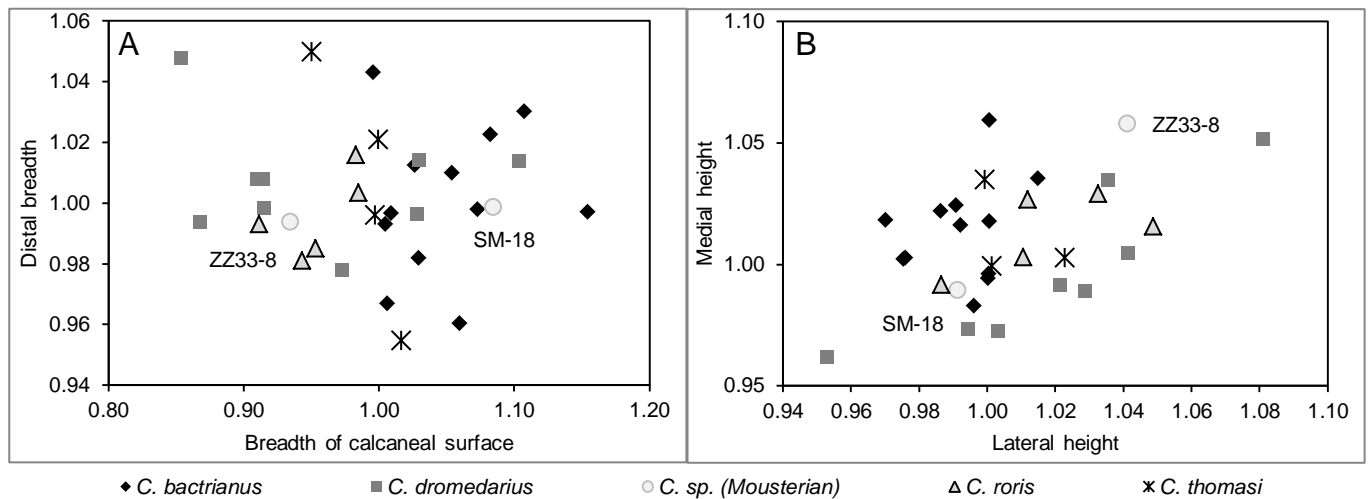 A
1.06
1.04
1.02
1.00
0.98
0.96
0.94
Distal breadth
ZZ33-8
SM-18
0.80 0.90 1.00 1.10 1.20
Breadth of calcaneal surface
B
1.10
1.05
1.00
0.95
Medial height
ZZ33-8
SM-18
0.94 0.96 0.98 1.00 1.02 1.04 1.06 1.08 1.10
Lateral height
C. bactrianus C. dromedarius C. sp. (Mousterian) C. roris C. thomasi